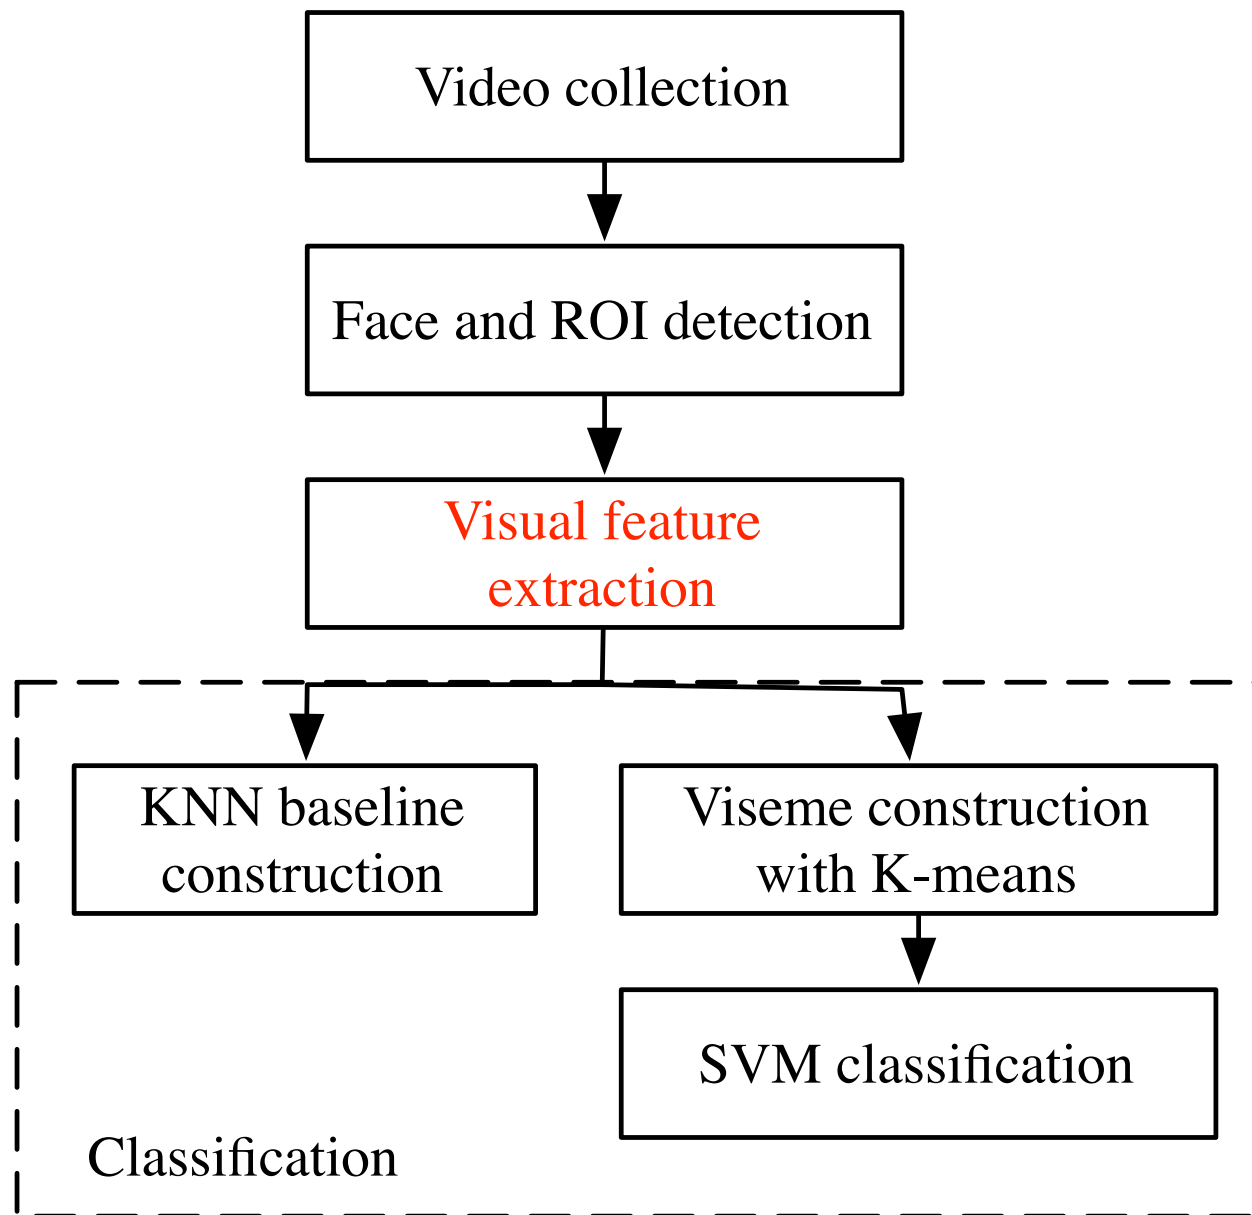 Video collection
Face and ROI detection
Visual feature
extraction
KNN baseline
construction
Viseme construction
with K-means
SVM classification
Classification